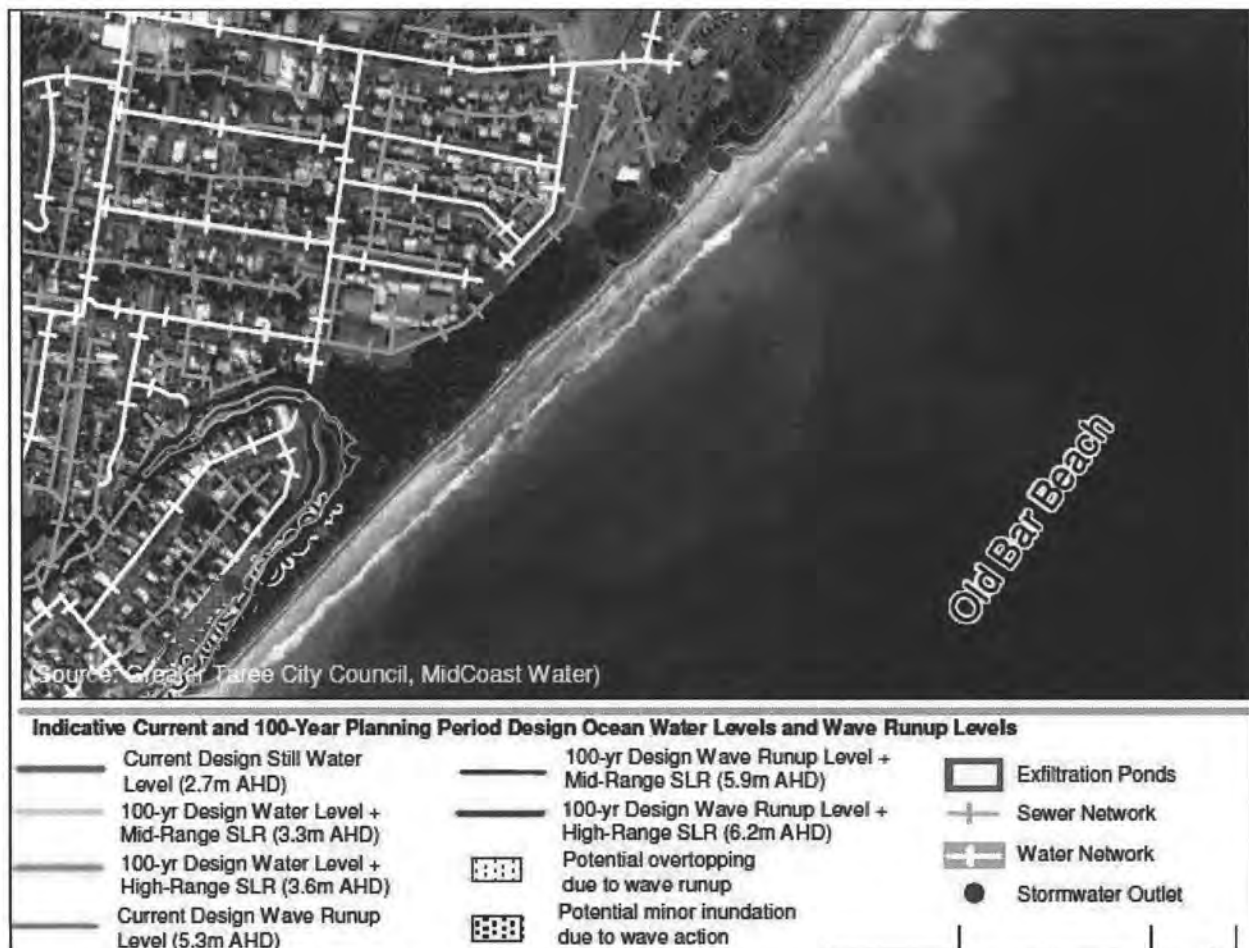 Old Bar Beach
(Source: Greater Taree City Council, MidCoast Water)
Indicative Current and 100-Year Planning Period Design Ocean Water Levels and Wave Runup Levels
Current Design Still Water
Level (2.7m AHD)
100-yr Design Water Level +
Mid-Range SLR (3.3m AHD)
100-yr Design Water Level +
High-Range SLR (3.6m AHD)
Current Design Wave Runup
Level (5.3m AHD)
100-yr Design Wave Runup Level +
Mid-Range SLR (5.9m AHD)
100-yr Design Wave Runup Level +
High-Range SLR (6.2m AHD)
Potential overtopping
due to wave runup
Potential minor inundation
due to wave action
Exfiltration Ponds
Sewer Network
Water Network
Stormwater Outlet